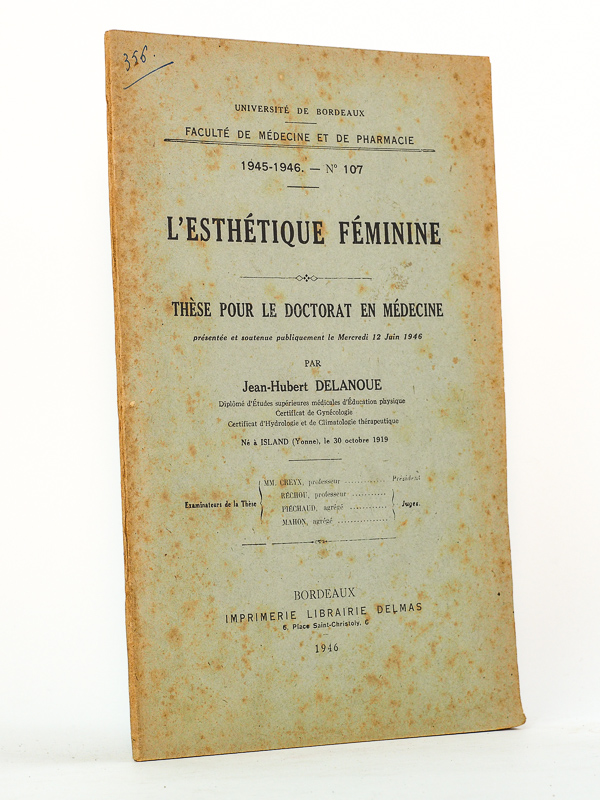 356.
UNIVERSITÉ DE BORDEAUX
FACULTÉ DE MÉDECINE ET DE PHARMACIE
1945-1946. — N° 107
L'ESTHÉTIQUE FÉMININE
THÈSE POUR LE DOCTORAT EN MÉDECINE
présentée et soutenue publiquement le Mercredi 12 Juin 1946
PAR
Jean-Hubert DELANOUE
Diplômé d'Études supérieures médicales d'Éducation physique
Certificat de Gynécologie
Certificat d'Hydrologie et de Climatologie thérapeutique
Né à ISLAND (Yonne), le 30 octobre 1919
Examinateurs de la Thèse
MM. CREYX, professeur ............ Président
RÉCHOU, professeur ...........
PIÉCHAUD, agrégé ...........
MAHON, agrégé ...............
Juges.
BORDEAUX
IMPRIMERIE LIBRAIRIE DELMAS
6, Place Saint-Christoly, 6
1946